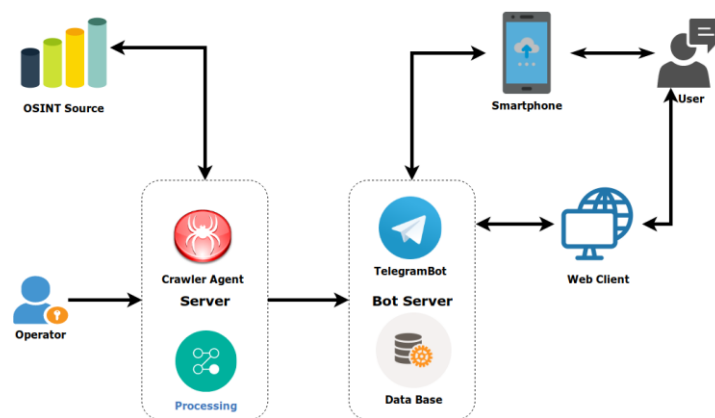 OSINT Source
Smartphone
User
Crawler Agent
Server
TelegramBot
Bot Server
Web Client
Operator
Processing
Data Base